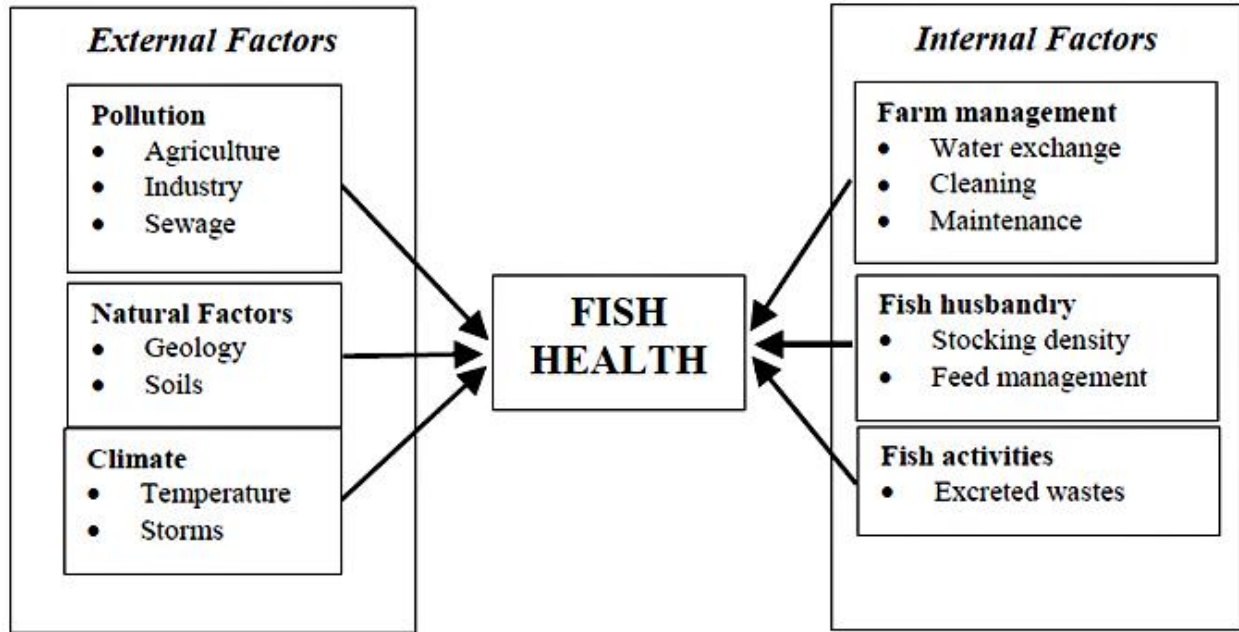 External Factors
Pollution
• Agriculture
• Industry
• Sewage
Natural Factors
• Geology
• Soils
Climate
• Temperature
• Storms
FISH
HEALTH
Internal Factors
Farm management
• Water exchange
• Cleaning
• Maintenance
Fish husbandry
• Stocking density
• Feed management
Fish activities
• Excreted wastes